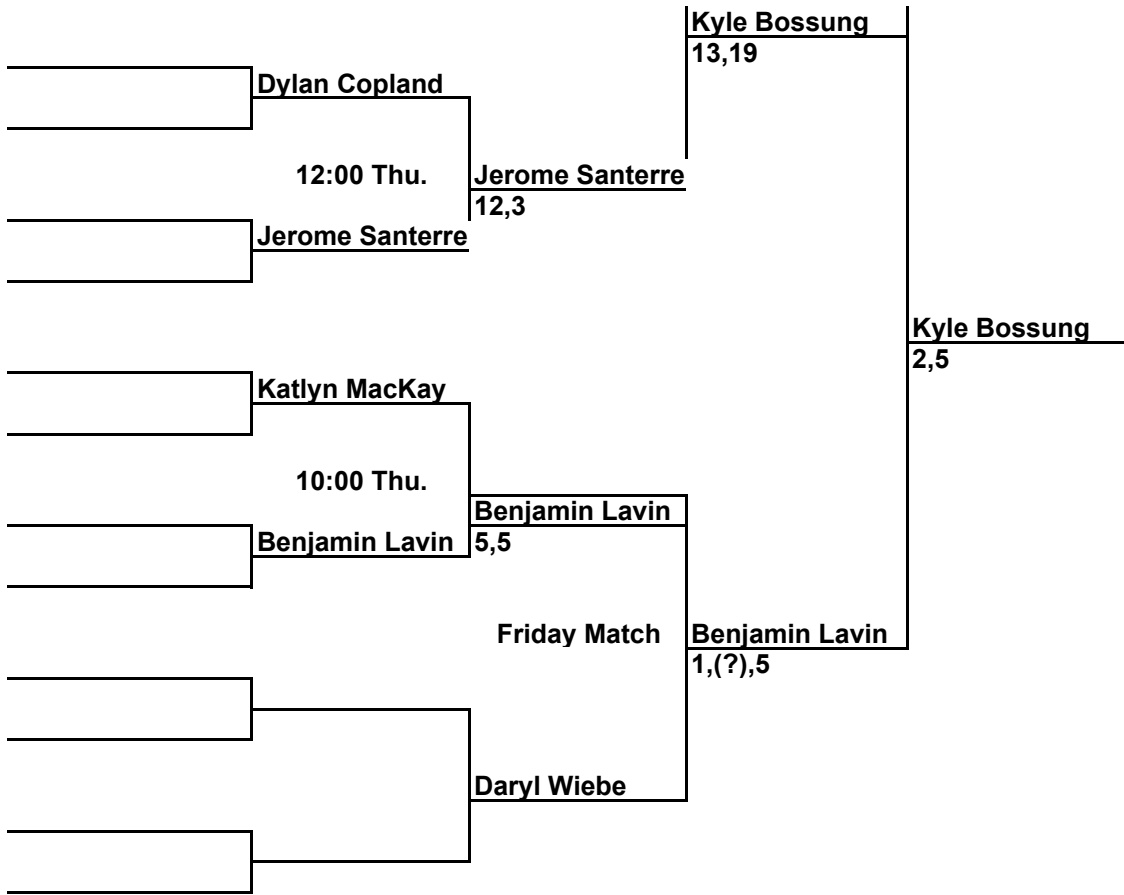 Kyle Bossung
13,19
Dylan Copland
12:00 Thu.
Jerome Santerre
12,3
Jerome Santerre
Kyle Bossung
2,5
Katlyn MacKay
10:00 Thu.
Benjamin Lavin
Benjamin Lavin
5,5
Friday Match
Benjamin Lavin
1,(?),5
Daryl Wiebe